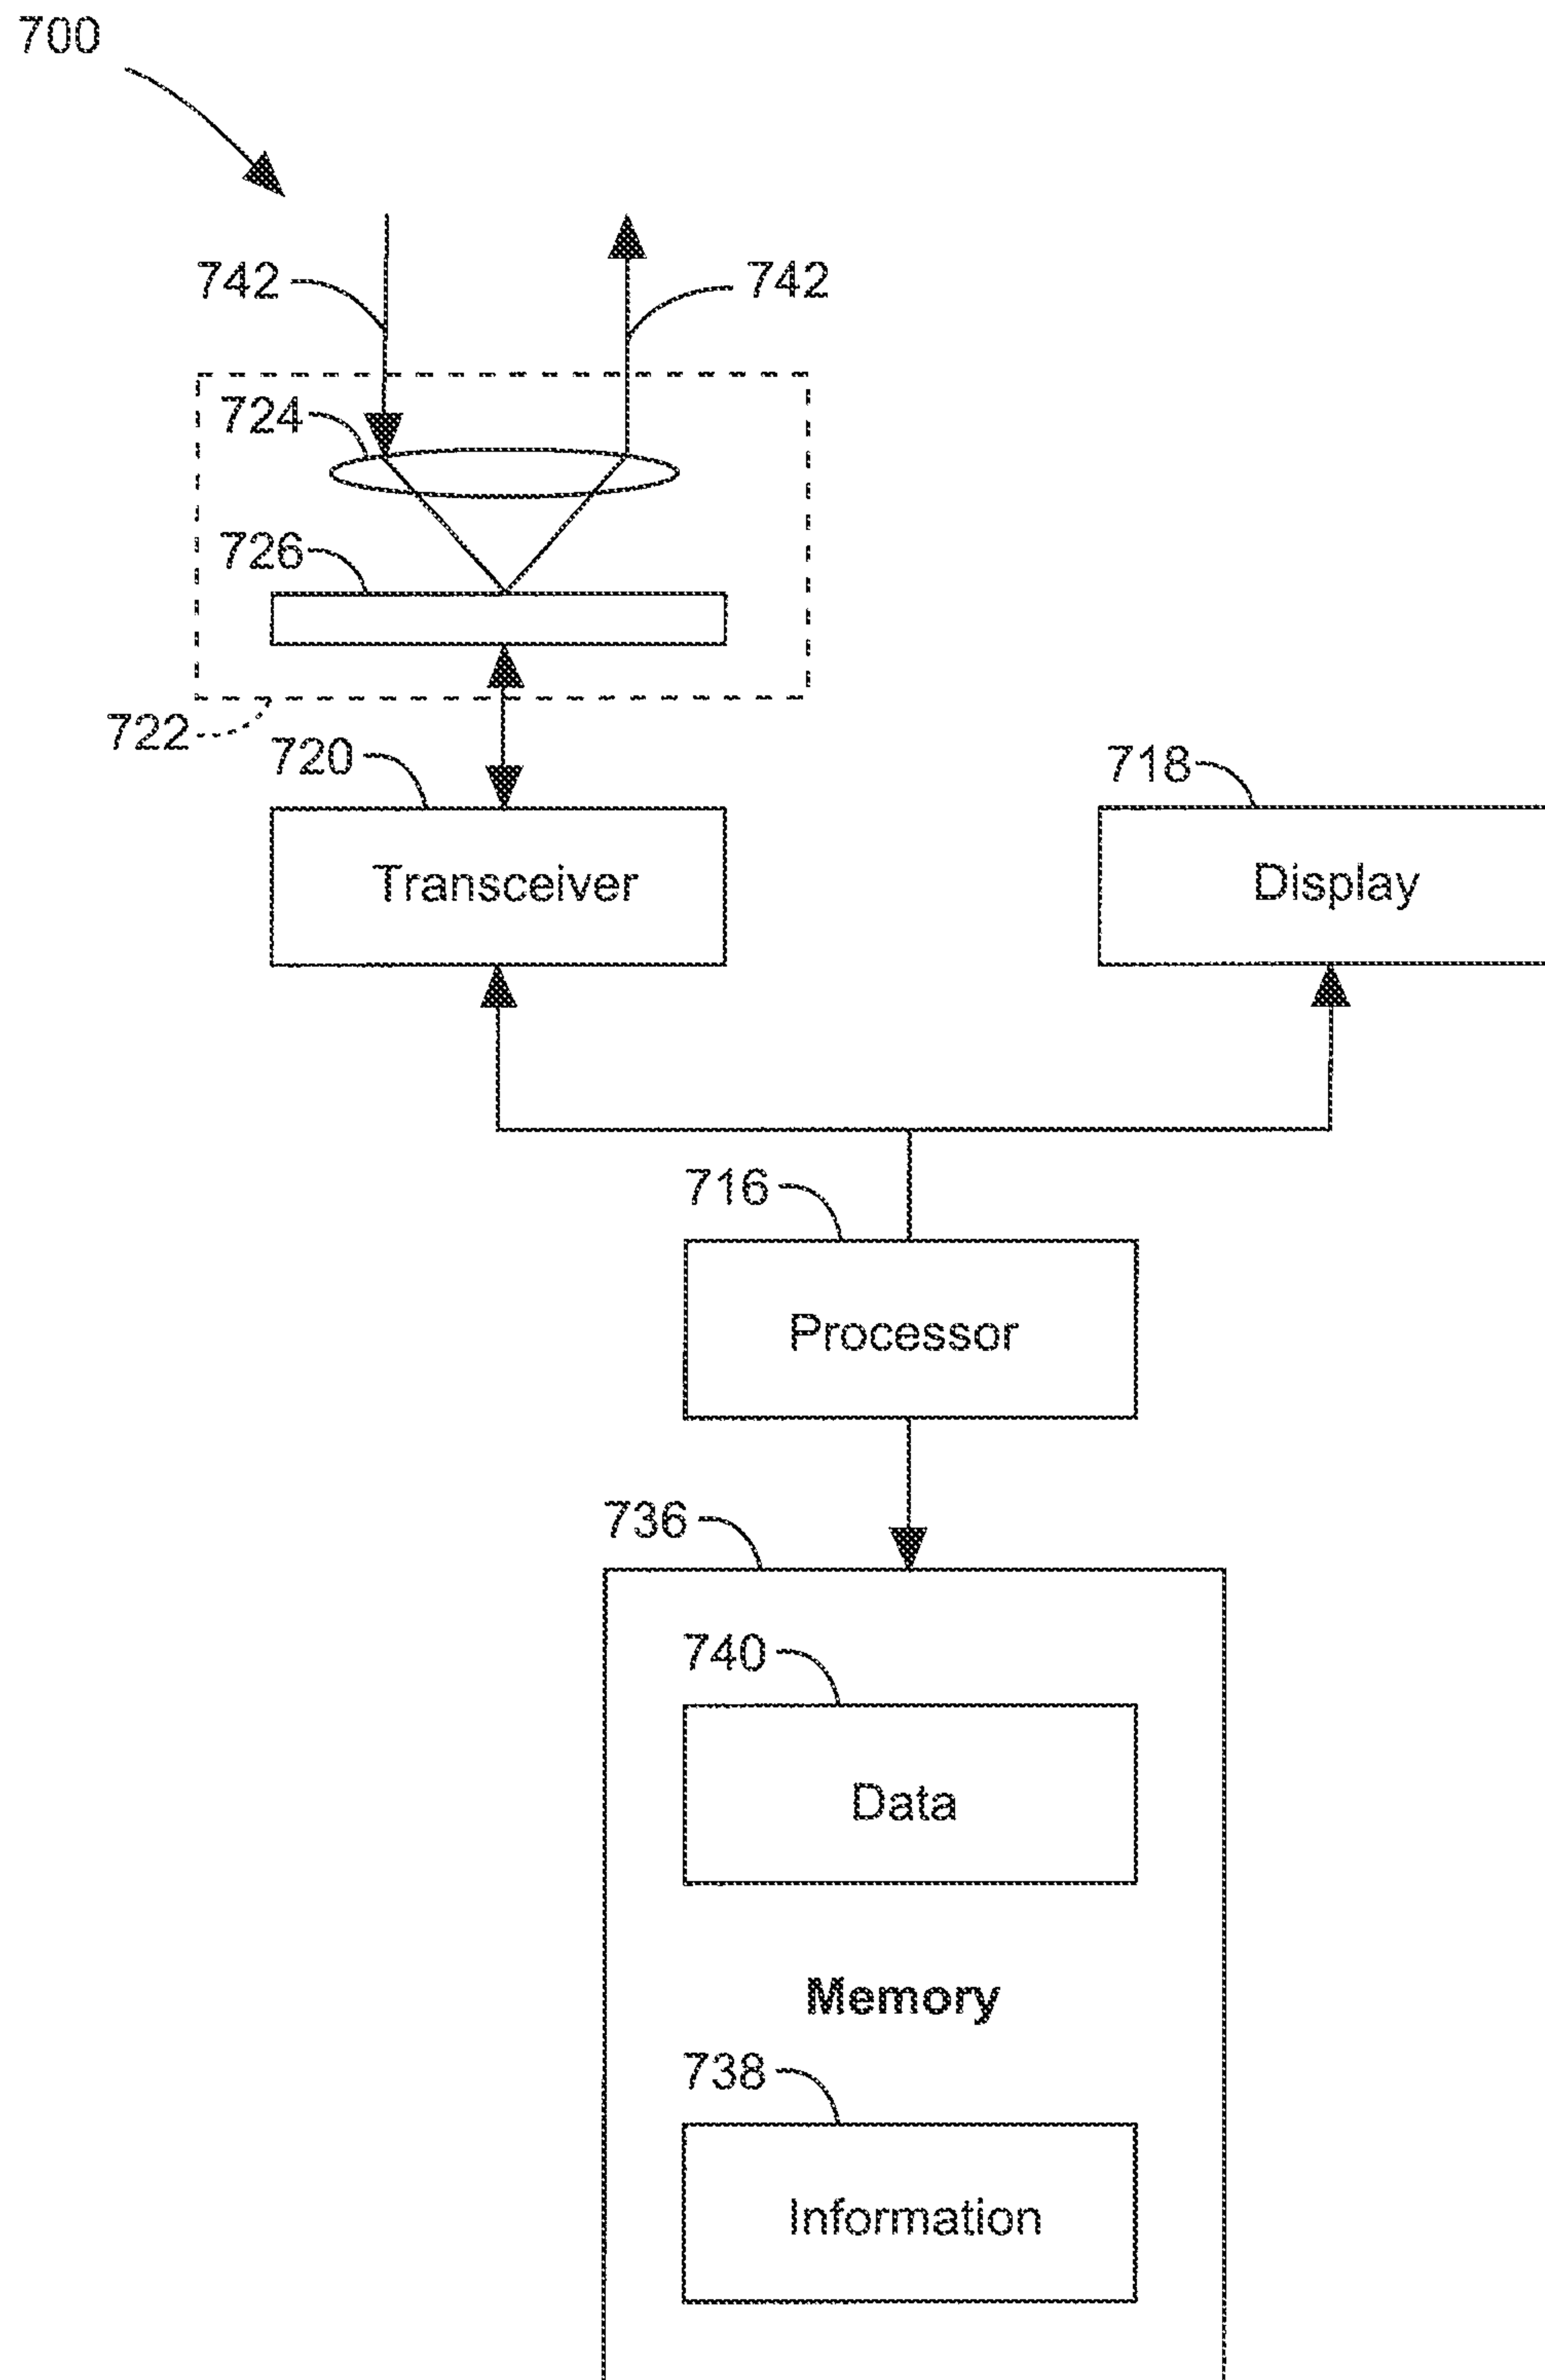 700
742
742
724
726
722
720
718
Transceiver
Display
716
Processor
736
740
Data
Memory
738
Information